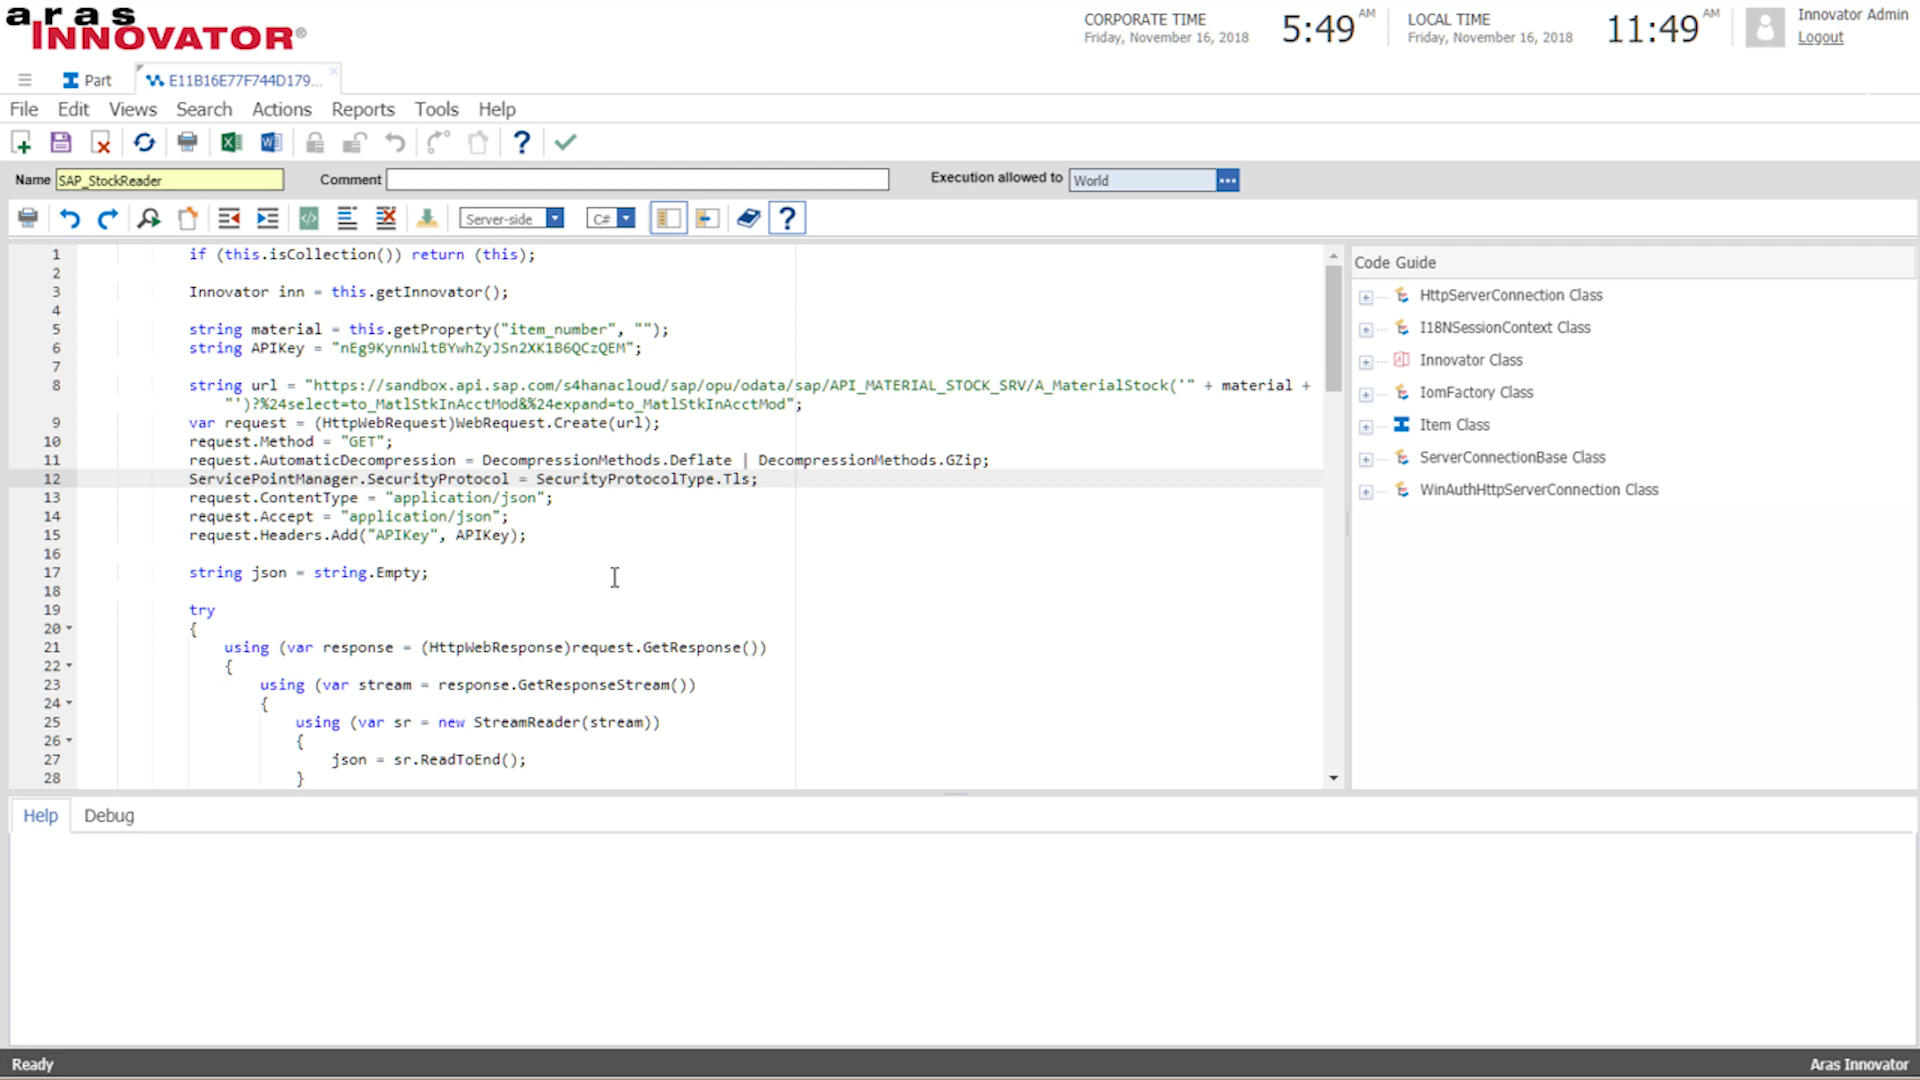 aras
INNOVATOR®
CORPORATE TIME
Friday, November 16, 2018
5:49 AM
LOCAL TIME
Friday, November 16, 2018
11:49 AM
Innovator Admin
Logout
Part
E11B16E77F744D179...
File Edit Views Search Actions Reports Tools Help
Name SAP_StockReader Comment Execution allowed to World ...
Server-side C#
1 if (this.isCollection()) return (this);
2
3 Innovator inn = this.getInnovator();
4
5 string material = this.getProperty("item_number", "");
6 string APIKey = "nEg9KynnWltBYwhZyJSn2XK1B6QCzQEM";
7
8 string url = "https://sandbox.api.sap.com/s4hanacloud/sap/opu/odata/sap/API_MATERIAL_STOCK_SRV/A_MaterialStock('" + material +
"')?%24select=to_MatlStkInAcctMod&%24expand=to_MatlStkInAcctMod";
9 var request = (HttpWebRequest)WebRequest.Create(url);
10 request.Method = "GET";
11 request.AutomaticDecompression = DecompressionMethods.Deflate | DecompressionMethods.GZip;
12 ServicePointManager.SecurityProtocol = SecurityProtocolType.Tls;
13 request.ContentType = "application/json";
14 request.Accept = "application/json";
15 request.Headers.Add("APIKey", APIKey);
16
17 string json = string.Empty;
18
19 try
20 {
21 using (var response = (HttpWebResponse)request.GetResponse())
22 {
23 using (var stream = response.GetResponseStream())
24 {
25 using (var sr = new StreamReader(stream))
26 {
27 json = sr.ReadToEnd();
28 }
Code Guide
HttpServerConnection Class
I18NSessionContext Class
Innovator Class
IomFactory Class
Item Class
ServerConnectionBase Class
WinAuthHttpServerConnection Class
Help Debug
Ready
Aras Innovator